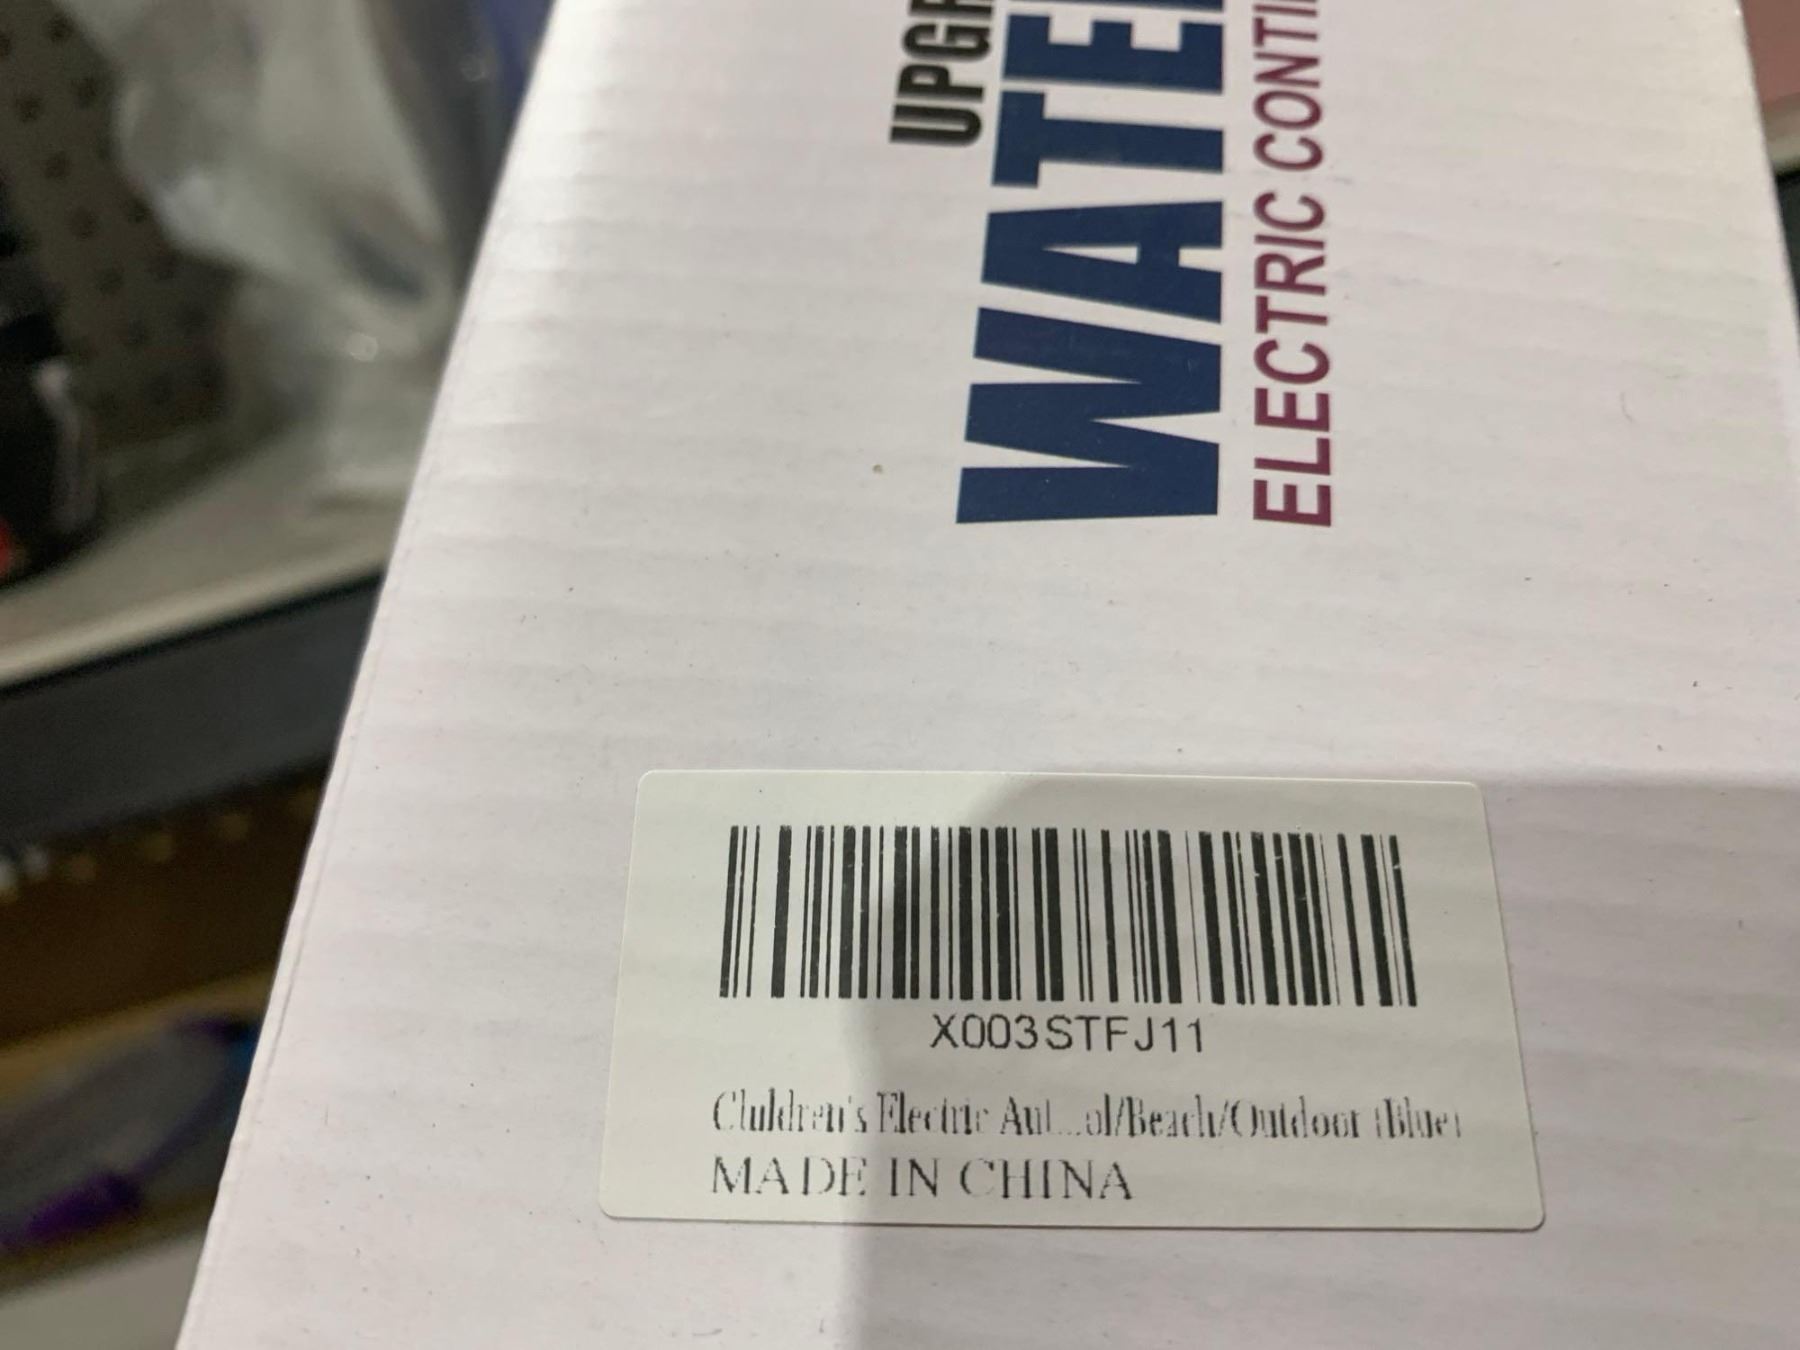 UPGR
WATE
ELECTRIC CONTI
X003STFJ11
Children's Electric Aut...ol/Beach/Outdoor (Blue)
MADE IN CHINA